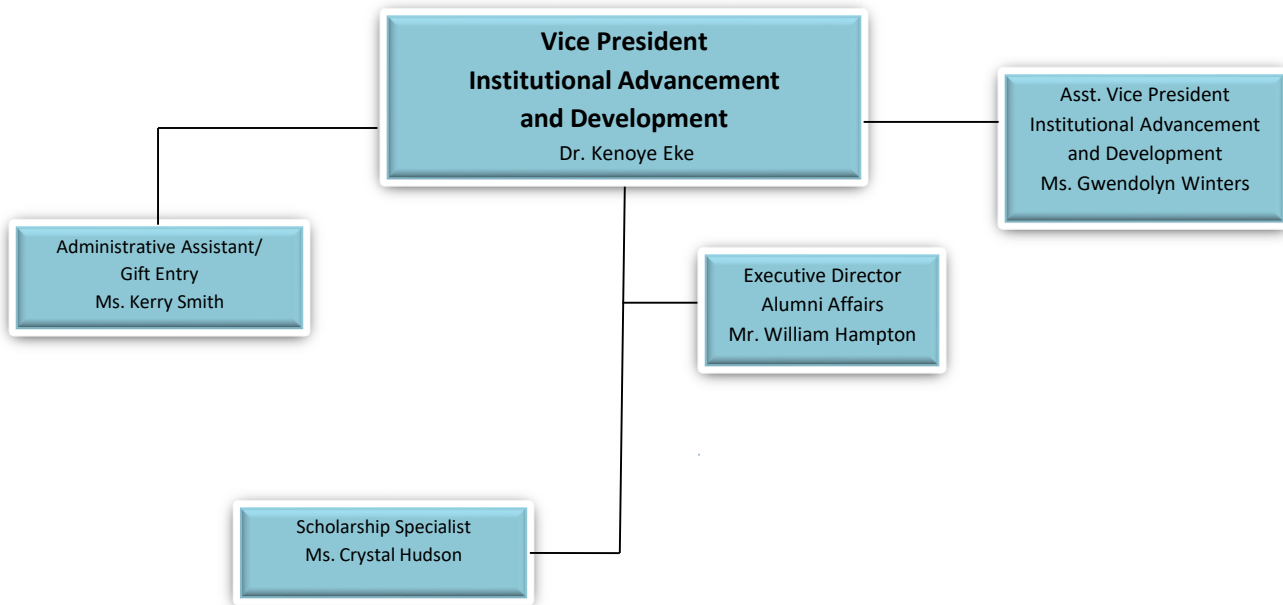 Vice President
Institutional Advancement
and Development
Dr. Kenoye Eke
Asst. Vice President
Institutional Advancement
and Development
Ms. Gwendolyn Winters
Administrative Assistant/
Gift Entry
Ms. Kerry Smith
Executive Director
Alumni Affairs
Mr. William Hampton
Scholarship Specialist
Ms. Crystal Hudson